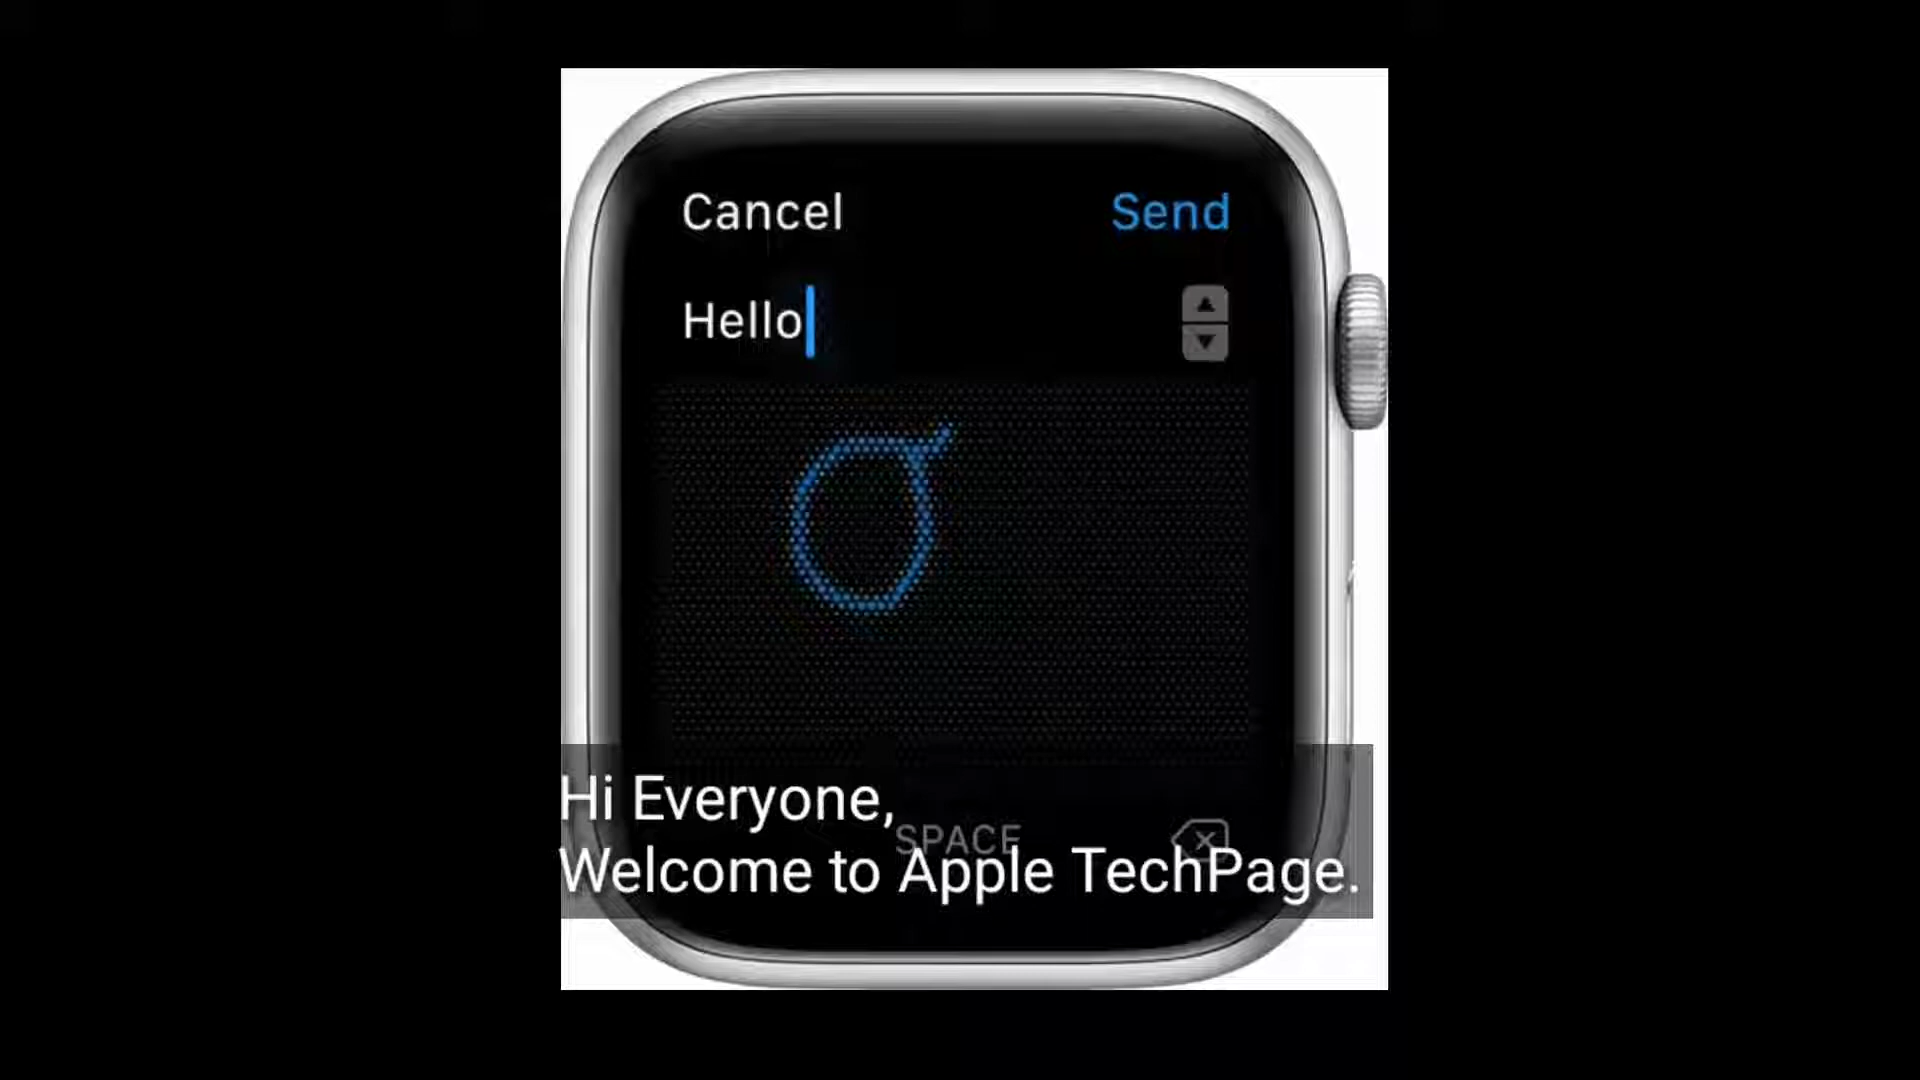 Cancel
Send
Hello
Hi Everyone,
SPACE
Welcome to Apple TechPage.